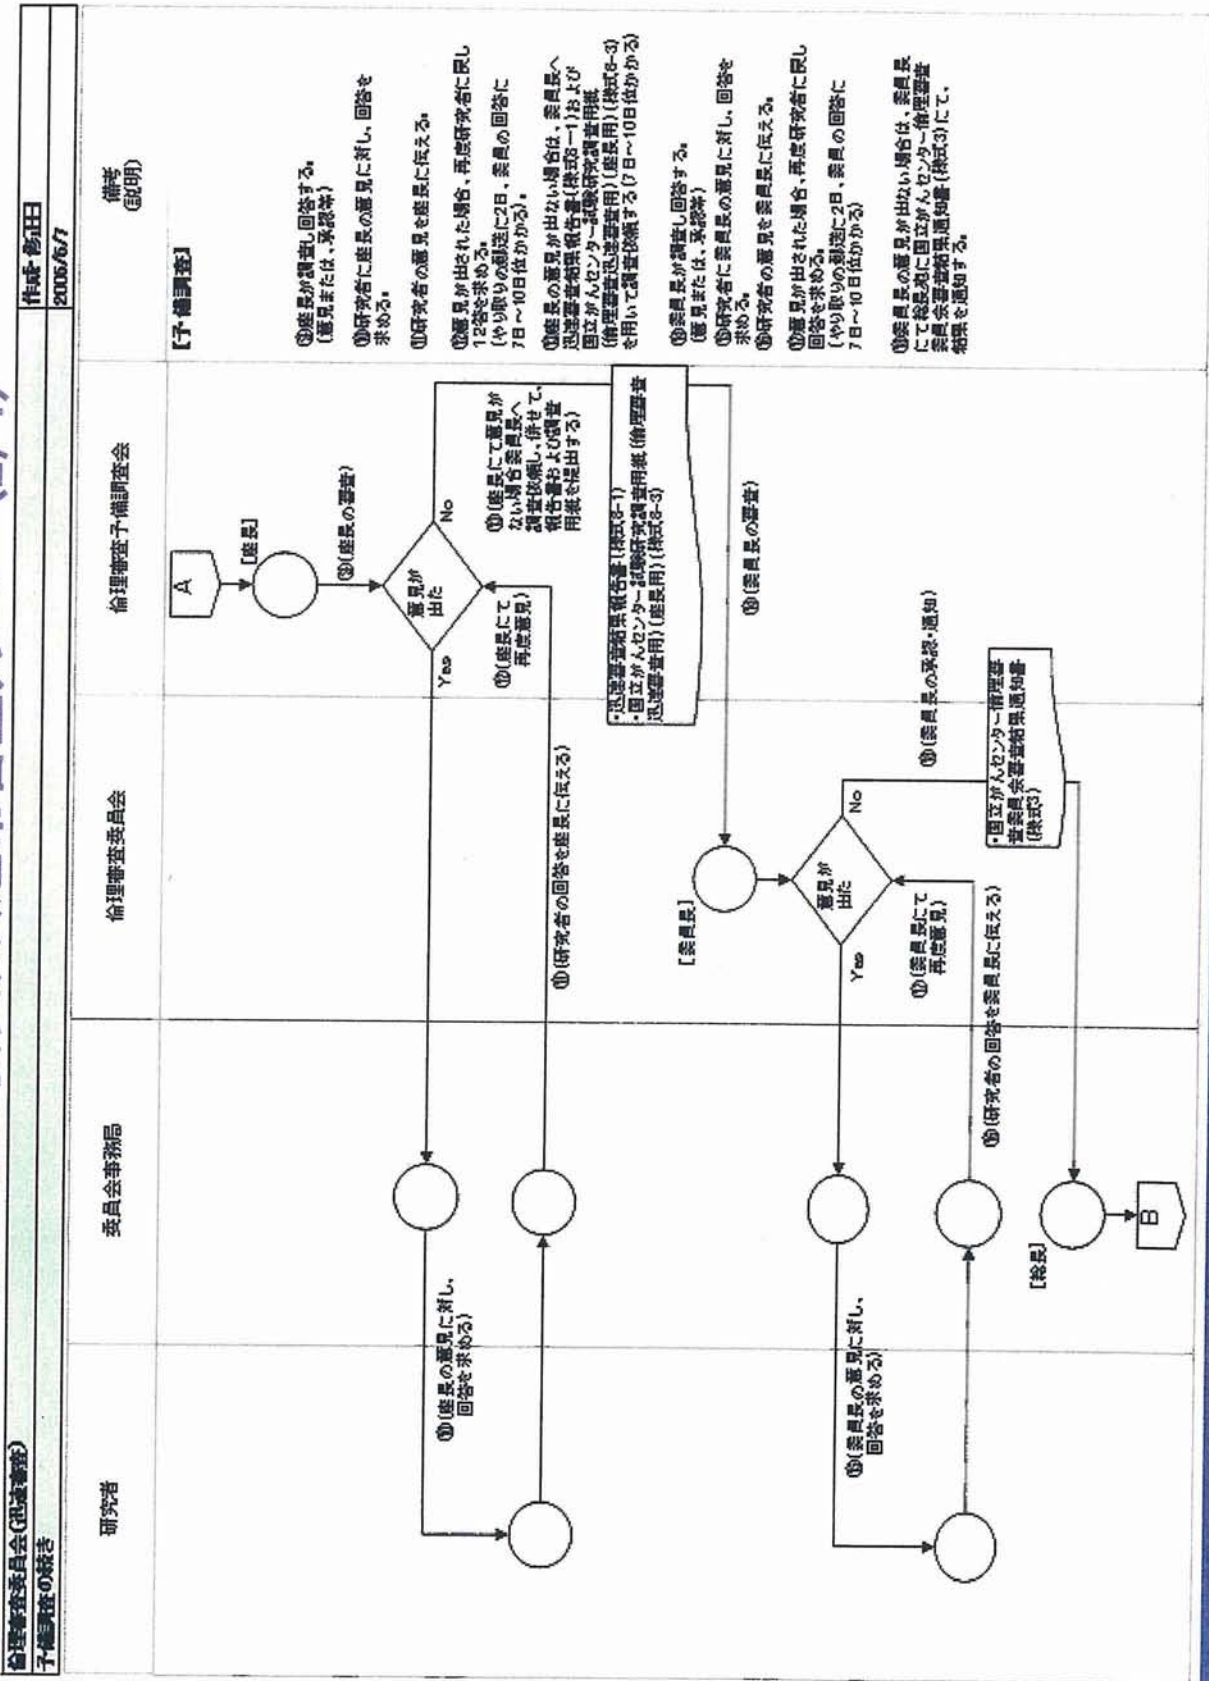 倫理審査委員会(迅速審査)
予備調査の続き
作成・修正日
2006/6/7
研究者
委員会事務局
倫理審査委員会
倫理審査予備調査会
備考
(説明)
A
[座長]
⑨(座長の審査)
意見が
出た
Yes
No
⑩(座長の意見に対し、
回答を求める)
⑪(研究者の回答を座長に伝える)
⑫(座長にて
再度意見)
(座長にて意見が
ない場合委員長へ
調査依頼し、併せて、
報告書および調査
用紙を提出する)
・迅速審査結果報告書(様式8-1)
・国立がんセンター試験研究調査用紙(倫理審査
迅速審査用)(座長用)(様式6-3)
(委員長の審査)
[委員長]
意見が
出た
Yes
No
⑮(委員長の意見に対し、
回答を求める)
⑯(研究者の回答を委員長に伝える)
⑰(委員長にて
再度意見)
⑱(委員長の承認・通知)
・国立がんセンター倫理審
査委員会審査結果通知書
(様式3)
[総長]
B
【予備調査】
⑨座長が調査し回答する。
(意見または、承認等)
⑩研究者に座長の意見に対し、回答を
求める。
⑪研究者の意見を座長に伝える。
⑫意見が出された場合、再度研究者に戻し
12答を求める。
(やり取りの郵送に2日、委員の回答に
7日～10日位かかる)。
⑬座長の意見が出ない場合は、委員長へ
迅速審査結果報告書(様式8-1)および
国立がんセンター試験研究調査用紙
(倫理審査迅速審査用)(座長用)(様式6-3)
を用いて調査依頼する(7日～10日位かかる)
⑭委員長が調査し回答する。
(意見または、承認等)
⑮研究者に委員長の意見に対し、回答を
求める。
⑯研究者の意見を委員長に伝える。
⑰意見が出された場合、再度研究者に戻し
回答を求める。
(やり取りの郵送に2日、委員の回答に
7日～10日位かかる)
⑱委員長の意見が出ない場合は、委員長
にて総長宛に国立がんセンター倫理審査
委員会審査結果通知書(様式3)にて、
結果を通知する。